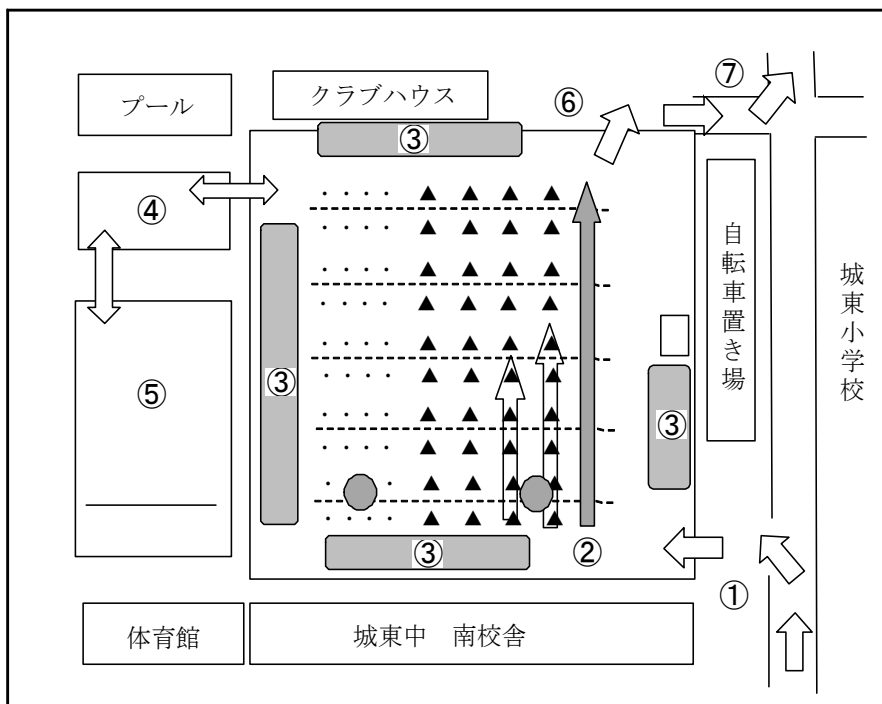 プール
クラブハウス
⑦
⑥
③
④
自転車置き場
城東小学校
③
⑤
③
③
②
①
体育館
城東中　南校舎